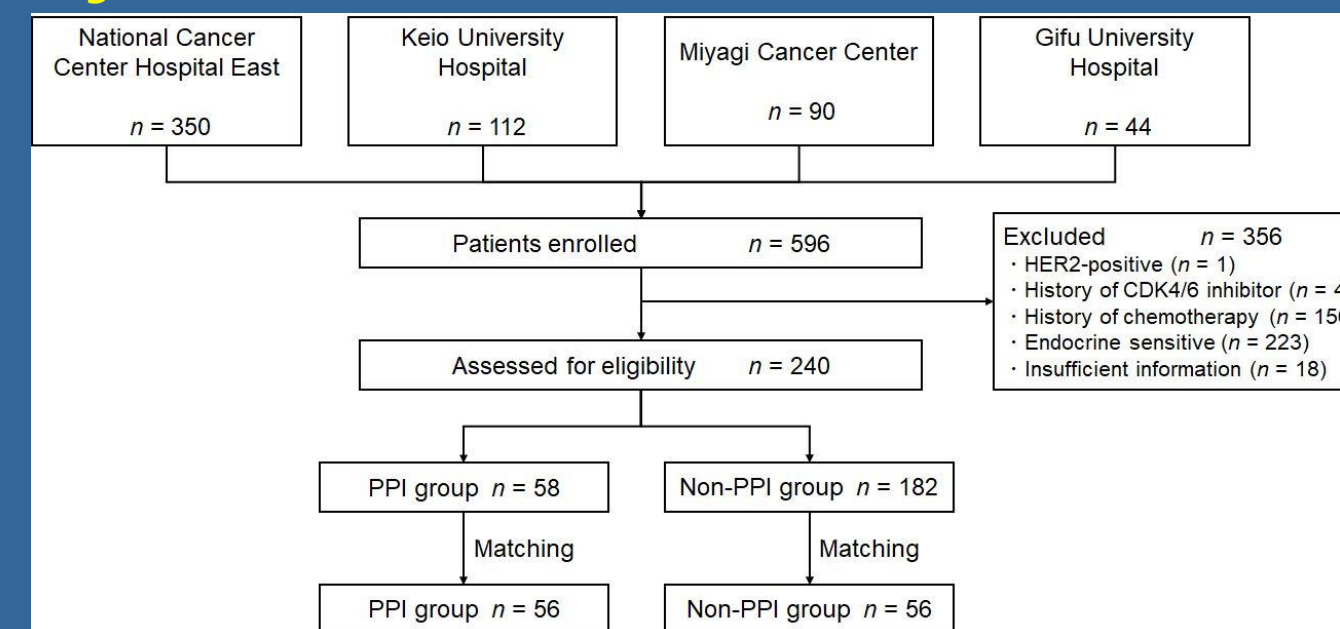 National Cancer
Center Hospital East
n = 350
Keio University
Hospital
n = 112
Miyagi Cancer Center
n = 90
Gifu University
Hospital
n = 44
Patients enrolled n = 596
Excluded n = 356
· HER2-positive (n = 1)
· History of CDK4/6 inhibitor (n =
· History of chemotherapy (n =
· Endocrine sensitive (n = 223)
· Insufficient information (n = 18)
Assessed for eligibility n = 240
PPI group n = 58
Non-PPI group n = 182
Matching
Matching
PPI group n = 56
Non-PPI group n = 56